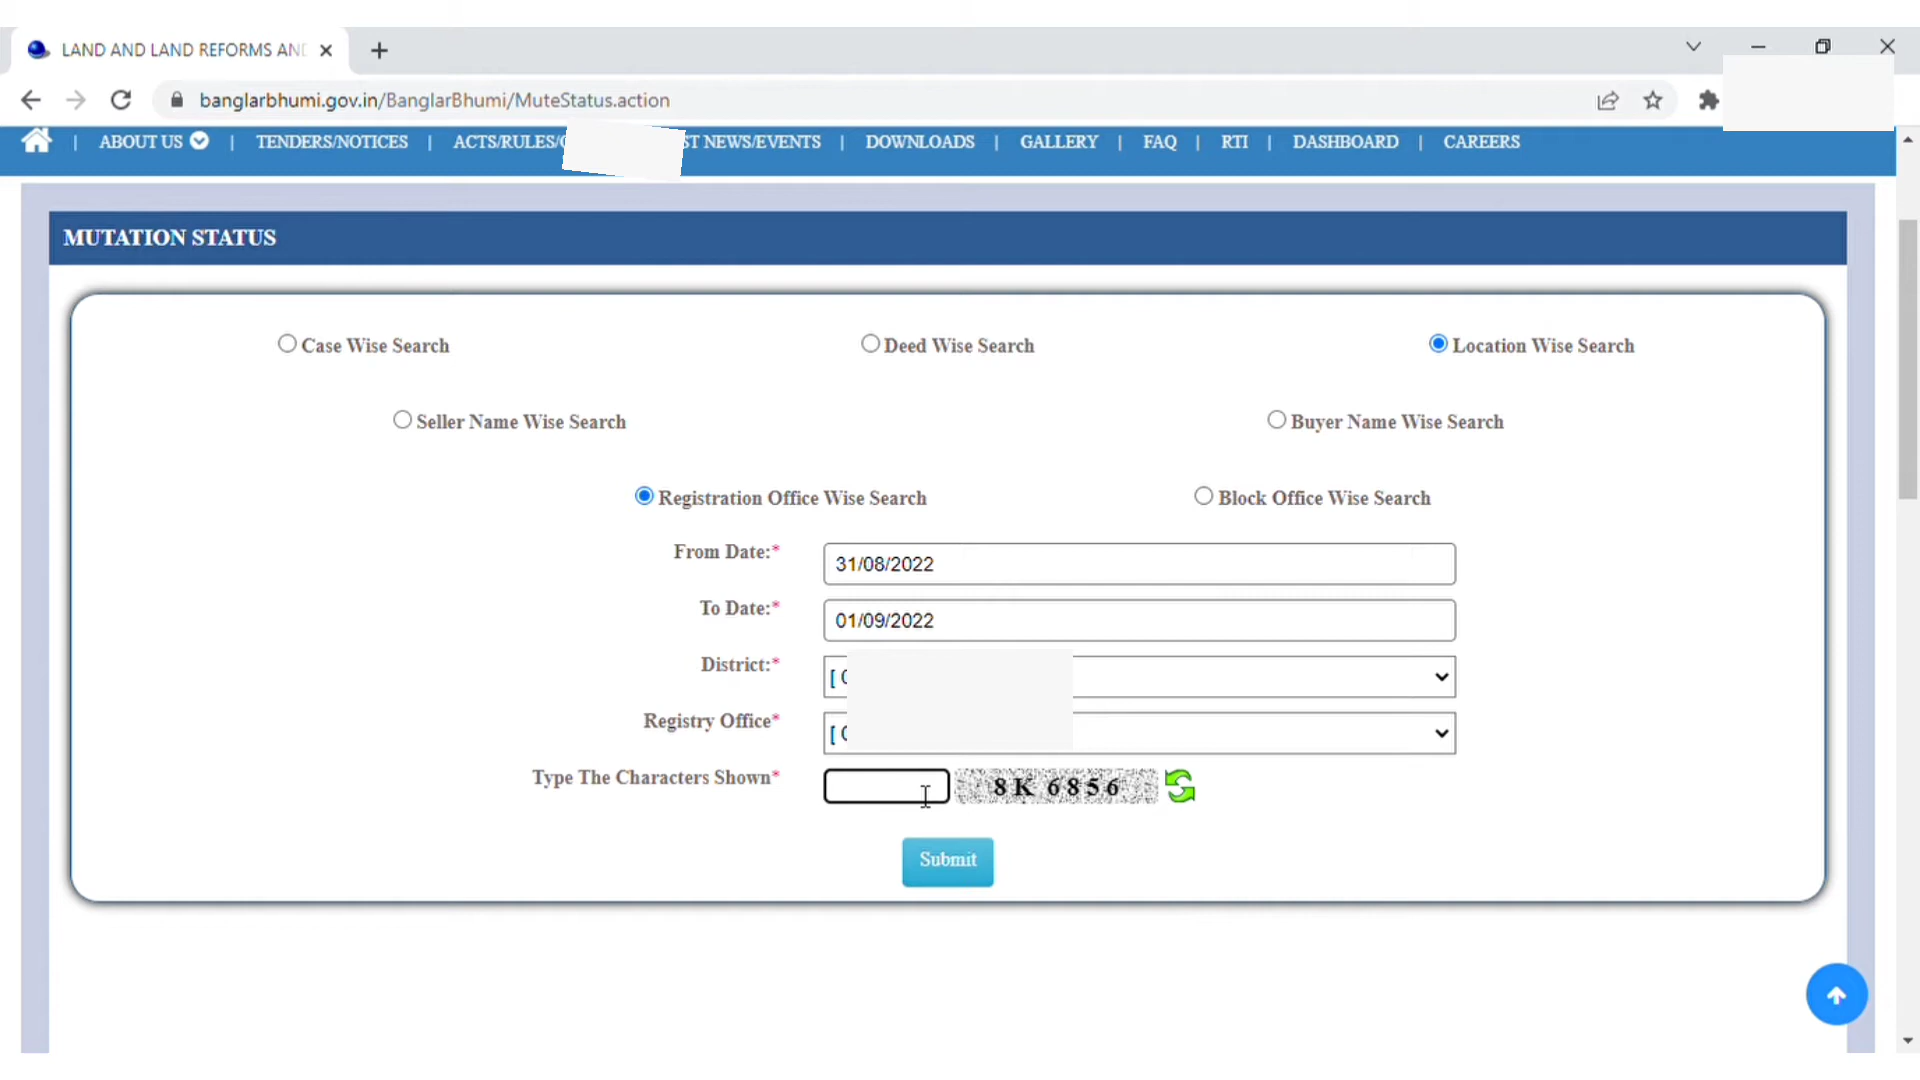 LAND AND LAND REFORMS AN
banglarbhumi.gov.in/BanglarBhumi/MuteStatus.action
| ABOUT US | TENDERS/NOTICES | ACTS/RULES/ NEWS/EVENTS | DOWNLOADS | GALLERY | FAQ | RTI | DASHBOARD | CAREERS
MUTATION STATUS
Case Wise Search Deed Wise Search Location Wise Search
Seller Name Wise Search Buyer Name Wise Search
Registration Office Wise Search Block Office Wise Search
From Date:* 31/08/2022
To Date:* 01/09/2022
District:* [
Registry Office* [
Type The Characters Shown* 8K 6856
Submit